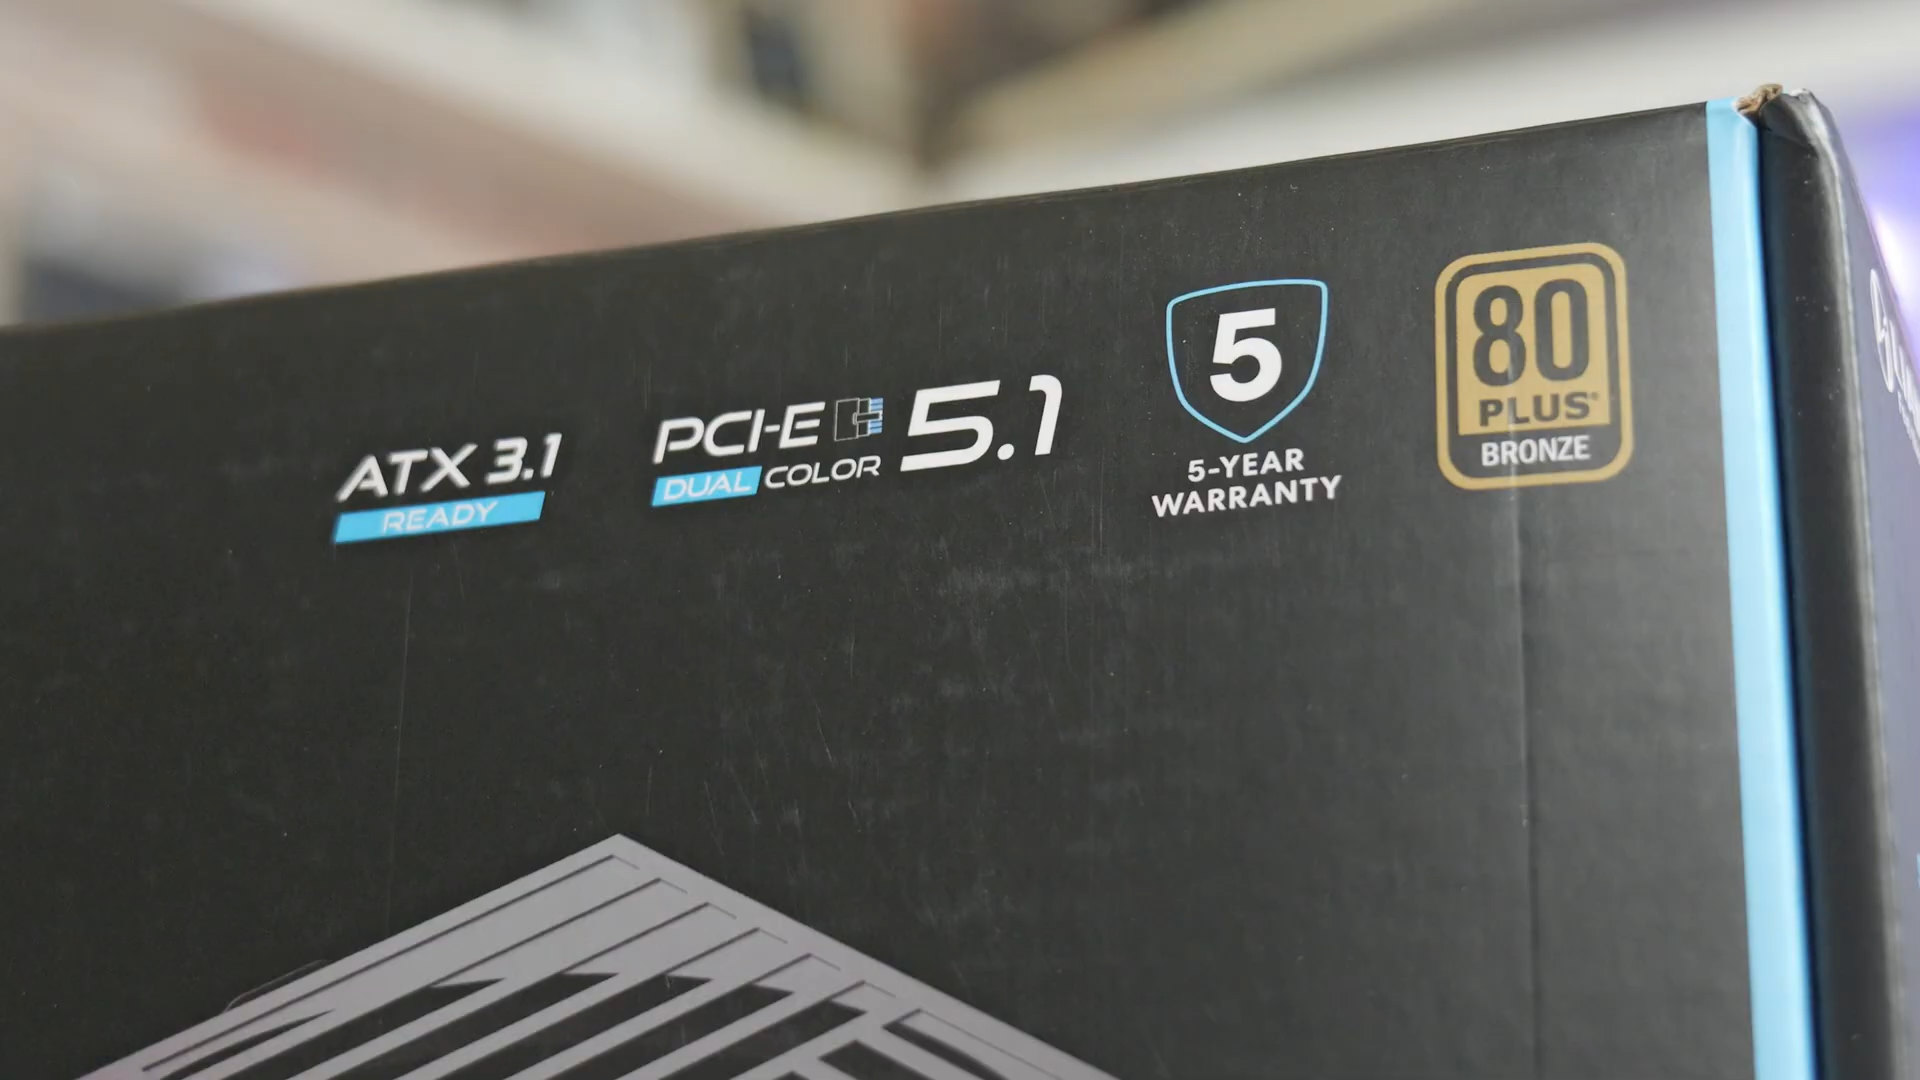 ATX 3.1
READY
PCI-E 5.1
DUAL COLOR
5
5-YEAR
WARRANTY
80
PLUS®
BRONZE